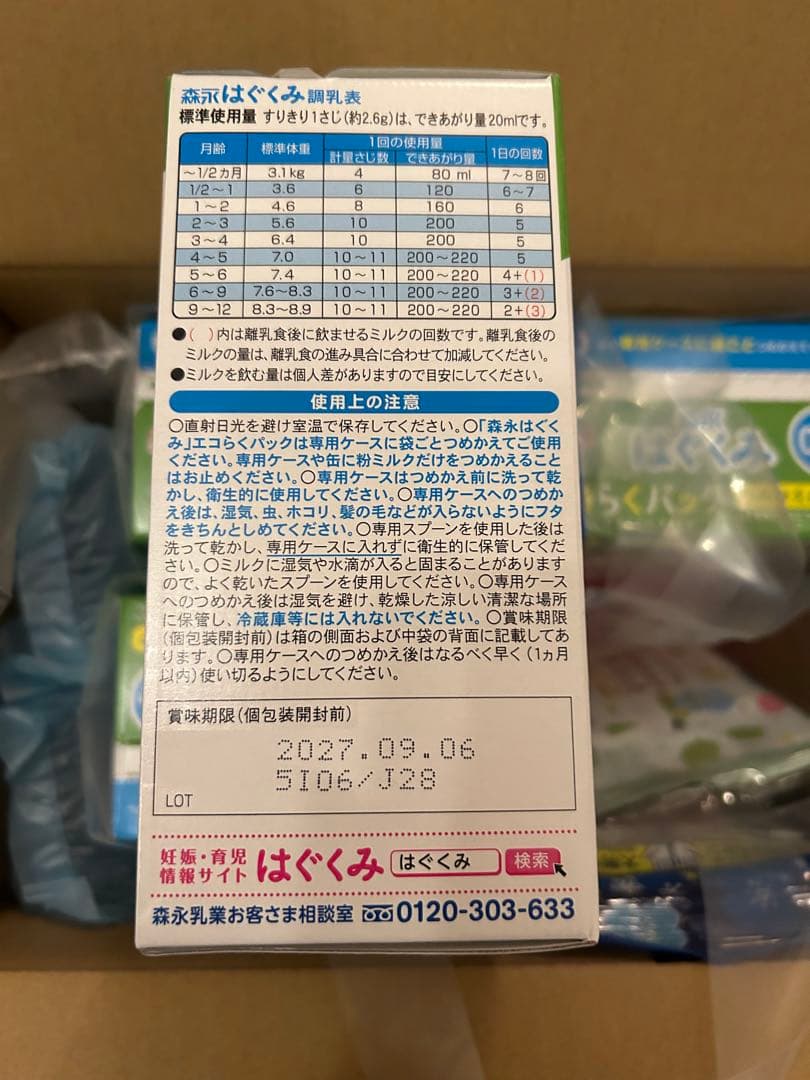 森永はぐくみ 調乳表
標準使用量 すりきり1さじ(約2.6g)は、できあがり量20mlです。
月齢 標準体重 1回の使用量 1日の回数
計量さじ数 できあがり量
~1/2カ月 3.1kg 4 80 ml 7~8回
1/2~1 3.6 6 120 6~7
1~2 4.6 8 160 6
2~3 5.6 10 200 5
3~4 6.4 10 200 5
4~5 7.0 10~11 200~220 5
5~6 7.4 10~11 200~220 4+(1)
6~9 7.6~8.3 10~11 200~220 3+(2)
9~12 8.3~8.9 10~11 200~220 2+(3)
●( )内は離乳食後に飲ませるミルクの回数です。離乳食後の
ミルクの量は、離乳食の進み具合に合わせて加減してください。
●ミルクを飲む量は個人差がありますので目安にしてください。
使用上の注意
○直射日光を避け室温で保存してください。○「森永はぐく
み」エコらくパックは専用ケースに袋ごとつめかえてご使用
ください。専用ケースや缶に粉ミルクだけをつめかえること
はお止めください。○専用ケースはつめかえ前に洗って乾
かし、衛生的に使用してください。○専用ケースへのつめか
え後は、湿気、虫、ホコリ、髪の毛などが入らないようにフタ
をきちんとしめてください。○専用スプーンを使用した後は
洗って乾かし、専用ケースに入れずに衛生的に保管してくだ
さい。○ミルクに湿気や水滴が入ると固まることがあります
ので、よく乾いたスプーンを使用してください。○専用ケース
へのつめかえ後は湿気を避け、乾燥した涼しい清潔な場所
に保管し、冷蔵庫等には入れないでください。○賞味期限
(個包装開封前)は箱の側面および中袋の背面に記載してあ
ります。○専用ケースへのつめかえ後はなるべく早く(1ヵ月
以内)使い切るようにしてください。
賞味期限(個包装開封前)
2027.09.06
5I06/J28
LOT
妊娠・育児
情報サイト はぐくみ はぐくみ 検索
森永乳業お客さま相談室 0120-303-633
はぐくみ
らくパック